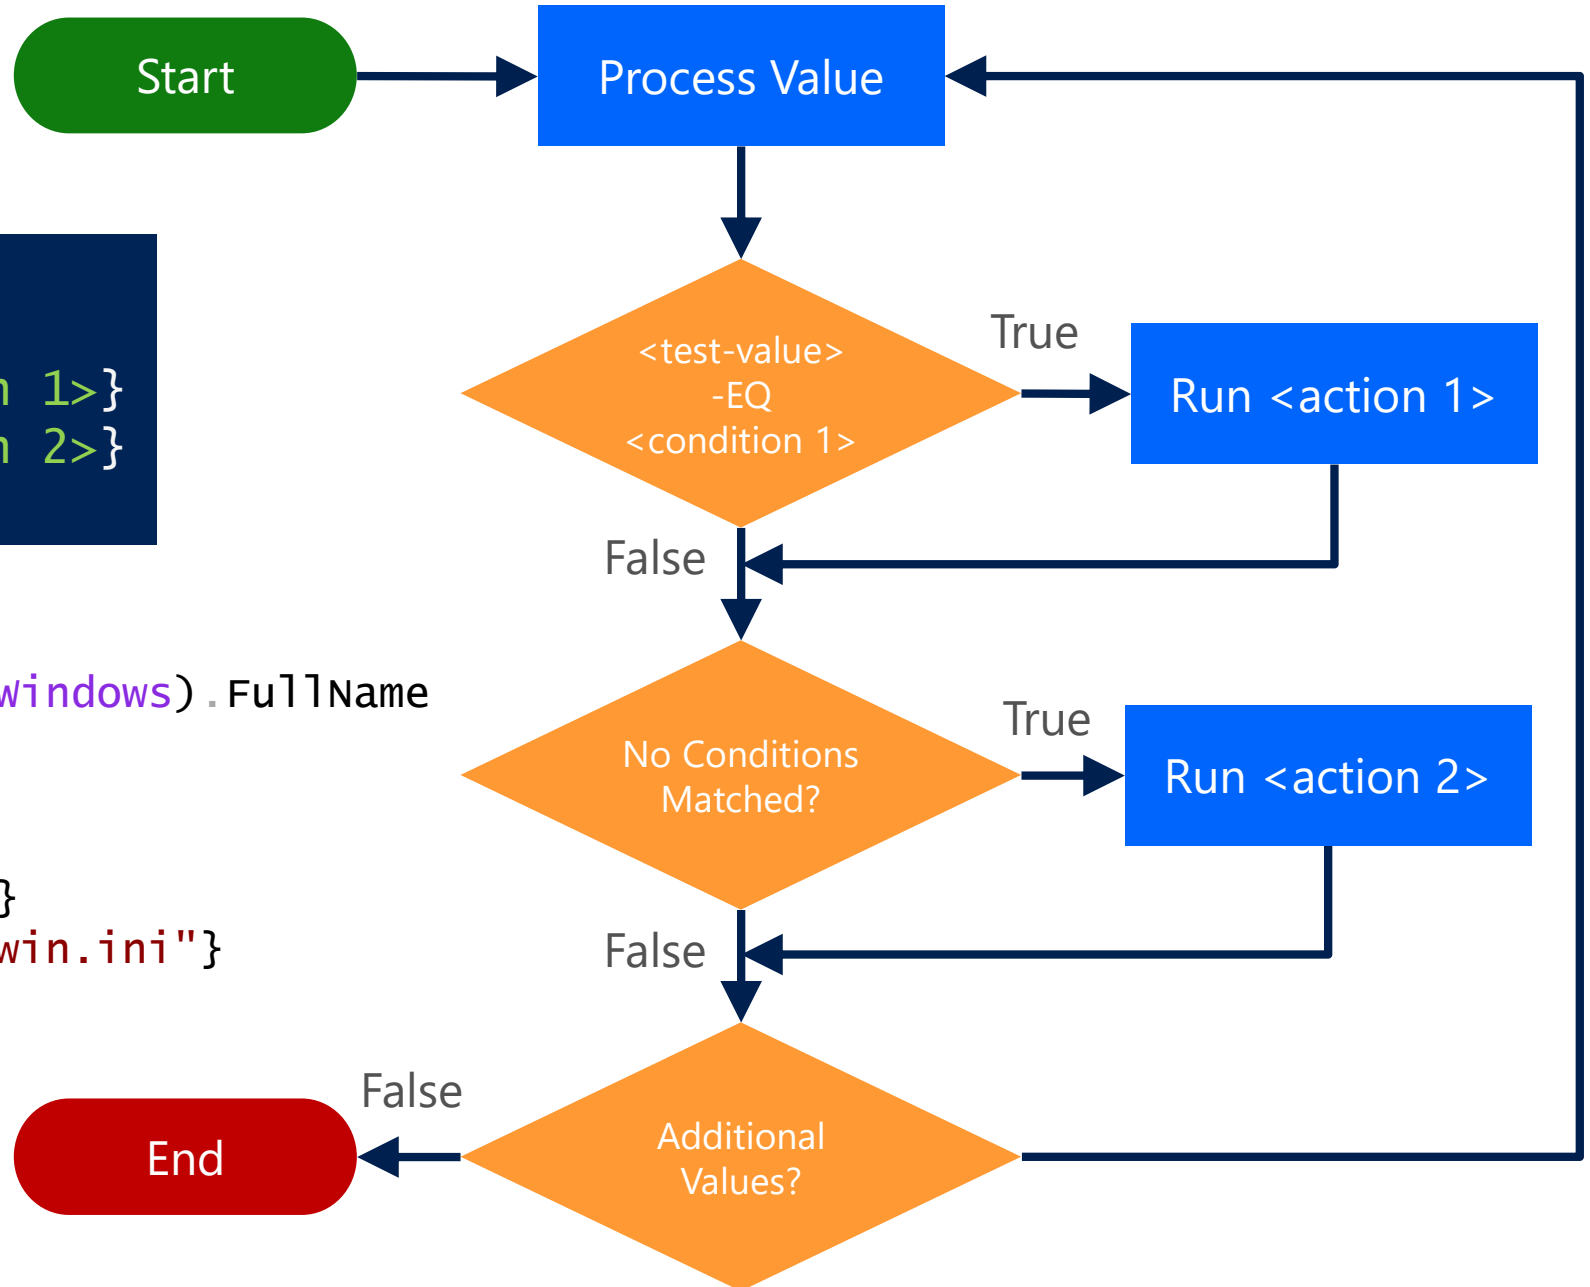 Start
Process Value
<test-value>
-EQ
<condition 1>
True
Run <action 1>
1>}
2>}
False
windows).FullName
No Conditions
Matched?
True
Run <action 2>
}
win.ini"}
False
Additional
Values?
False
End